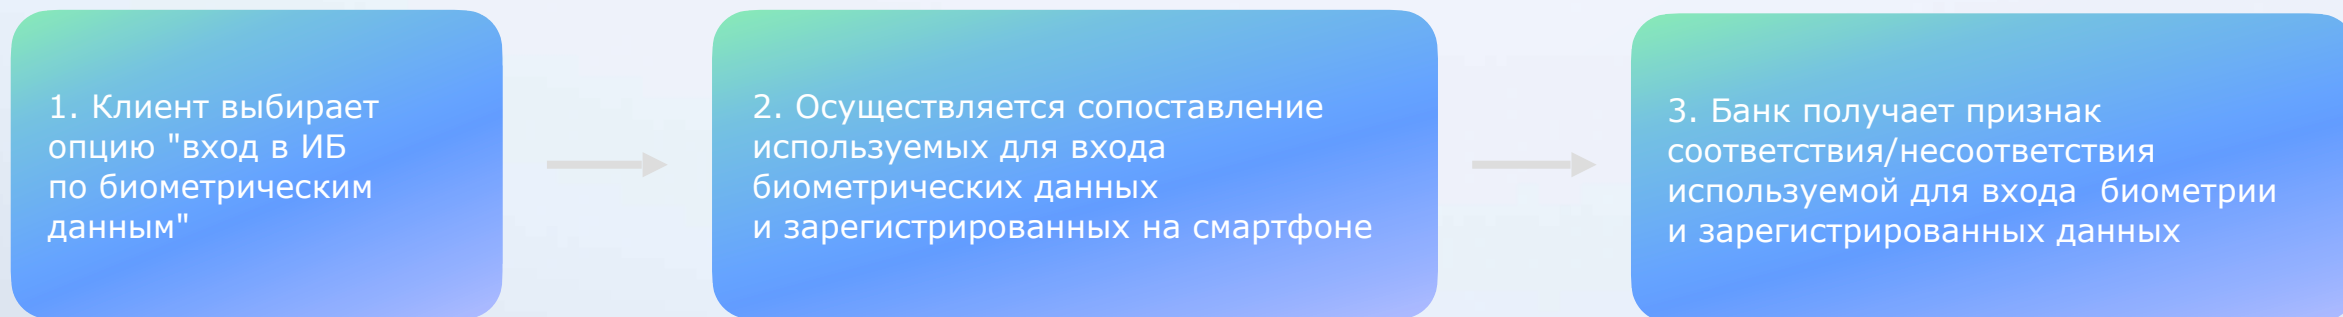 1. Клиент выбирает
опцию "вход в ИБ
по биометрическим
данным"
2. Осуществляется сопоставление
используемых для входа
биометрических данных
и зарегистрированных на смартфоне
3. Банк получает признак
соответствия/несоответствия
используемой для входа  биометрии
и зарегистрированных данных